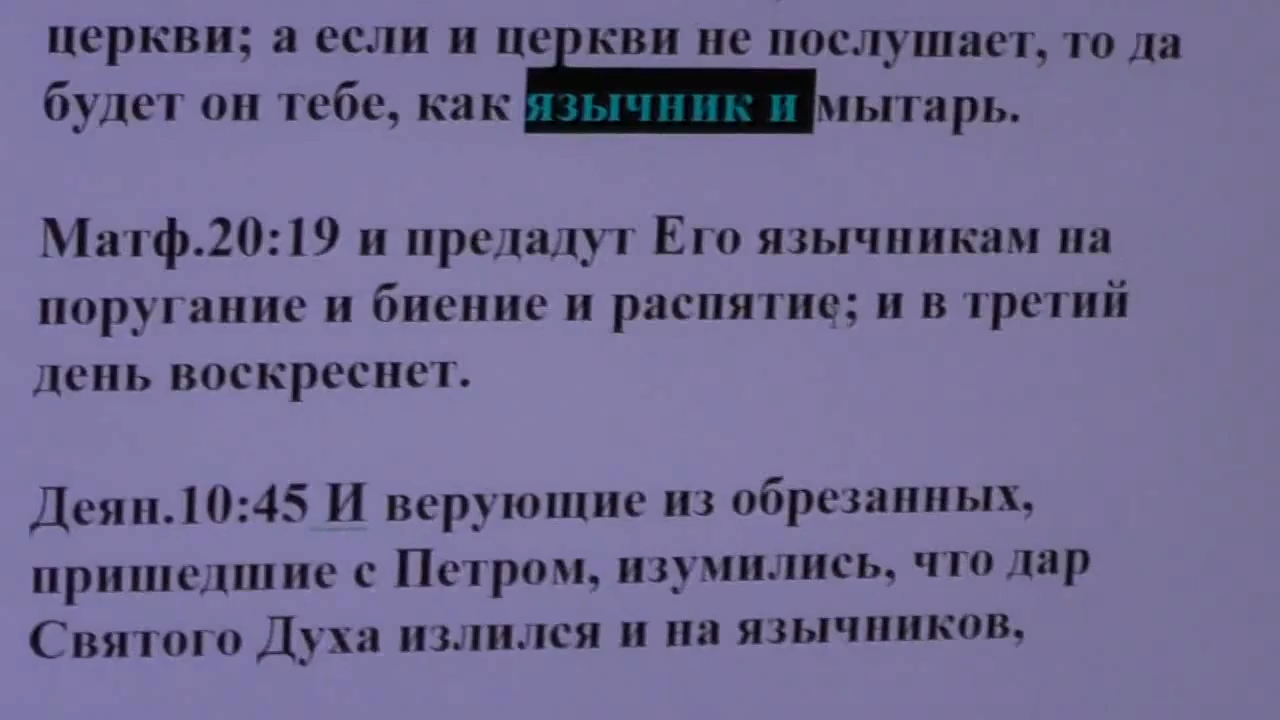 церкви; а если и церкви не послушает, то да
будет он тебе, как язычник и мытарь.
Матф.20:19 и предадут Его язычникам на
поругание и биение и распятие; и в третий
день воскреснет.
Деян.10:45 И верующие из обрезанных,
пришедшие с Петром, изумились, что дар
Святого Духа излился и на язычников,